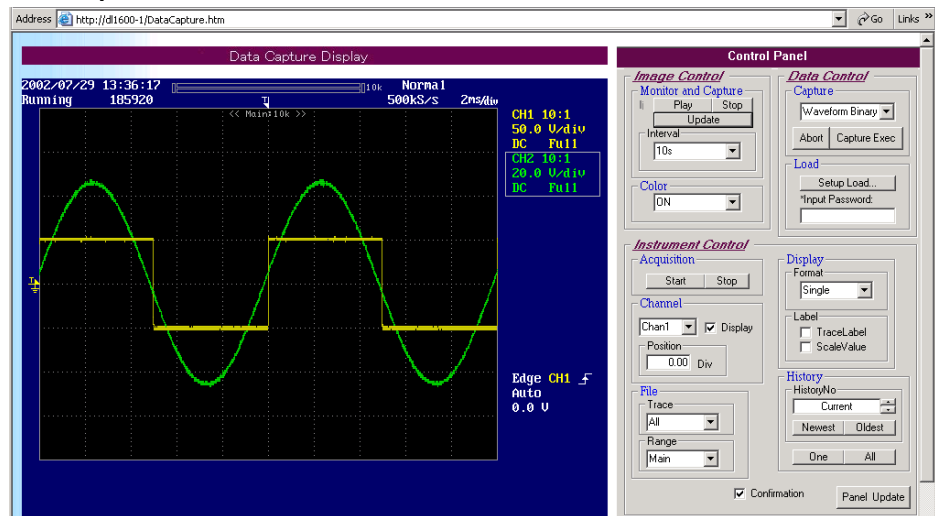 Address http://dl1600-1/DataCapture.htm Go Links »
Data Capture Display
2002/07/29 13:36:17 10k Normal
Running 185920 500kS/s 2ms/div
<< Main:10k >>
CH1 10:1
50.0 V/div
DC Full
CH2 10:1
20.0 V/div
DC Full
Edge CH1
Auto
0.0 V
Control Panel
Image Control
Monitor and Capture
Play Stop
Update
Interval
10s
Color
ON
Data Control
Capture
Waveform Binary
Abort Capture Exec
Load
Setup Load...
*Input Password:
Instrument Control
Acquisition
Start Stop
Channel
Chan1 Display
Position
0.00 Div
File
Trace
All
Range
Main
Display
Format
Single
Label
TraceLabel
ScaleValue
History
HistoryNo
Current
Newest Oldest
One All
Confirmation Panel Update